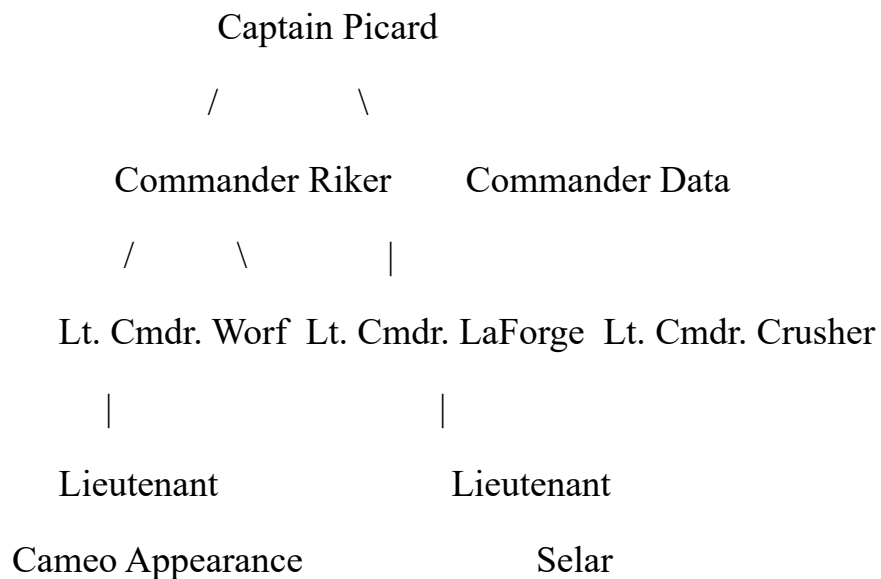 Captain Picard
/ \
Commander Riker Commander Data
/ \ |
Lt. Cmdr. Worf Lt. Cmdr. LaForge Lt. Cmdr. Crusher
| |
Lieutenant Lieutenant
Cameo Appearance Selar